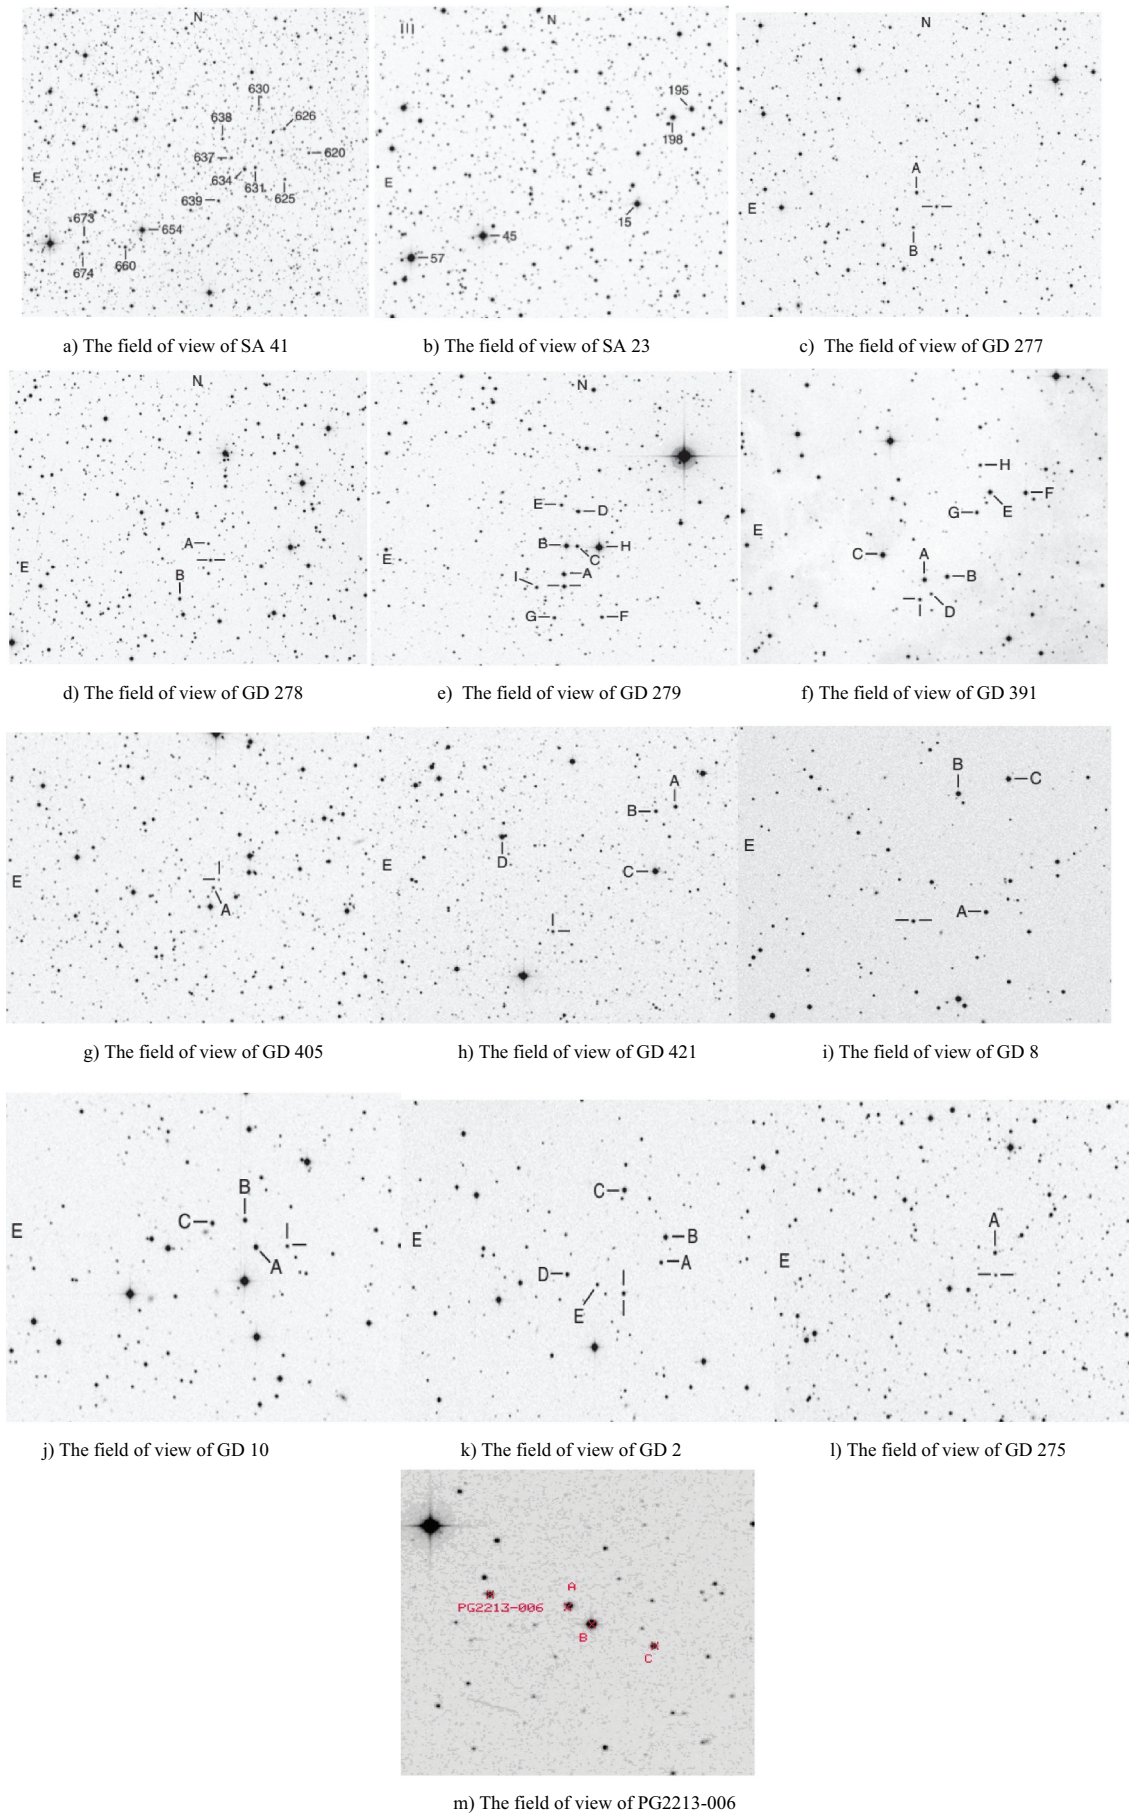 N
630
638
626
637
620
E
634
631
639
625
673
654
674
660
a) The field of view of SA 41
III
N
195
198
E
15
45
57
b) The field of view of SA 23
N
A
E
B
c) The field of view of GD 277
N
A
E
B
d) The field of view of GD 278
N
E
D
B
H
E
C
A
I
G
F
e) The field of view of GD 279
H
F
G
E
E
C
A
B
D
f) The field of view of GD 391
E
A
g) The field of view of GD 405
A
B
D
E
C
h) The field of view of GD 421
B
C
E
A
i) The field of view of GD 8
B
C
E
A
j) The field of view of GD 10
C
E
B
A
D
E
k) The field of view of GD 2
A
E
l) The field of view of GD 275
A
PG2213-006
B
C
m) The field of view of PG2213-006